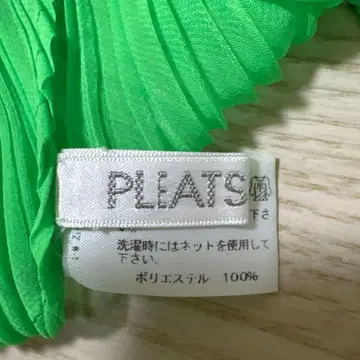 PLEATS
下さ
洗濯時にはネットを使用して
下さい。
ポリエステル 100%